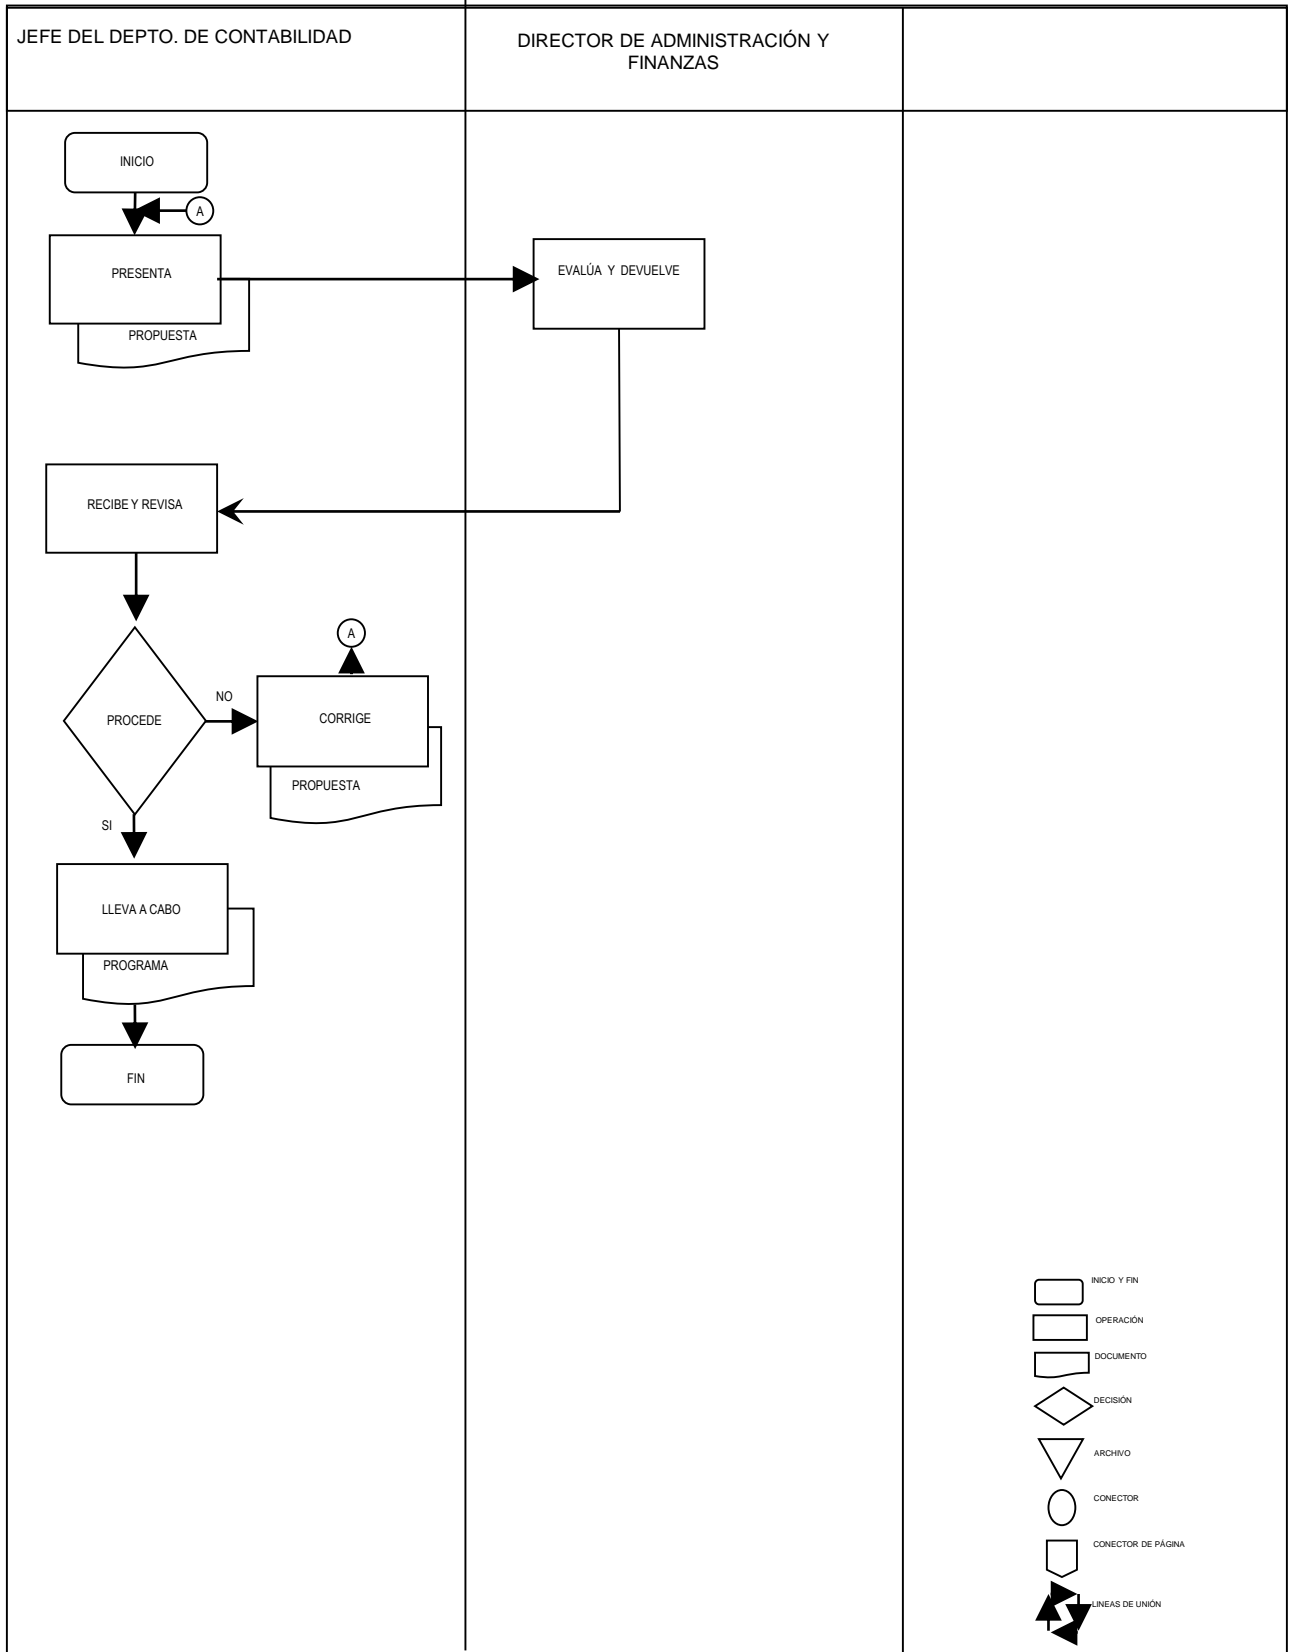 JEFE DEL DEPTO. DE CONTABILIDAD
DIRECTOR DE ADMINISTRACIÓN Y
FINANZAS
INICIO
A
PRESENTA
PROPUESTA
EVALÚA Y DEVUELVE
RECIBE Y REVISA
A
PROCEDE
NO
CORRIGE
PROPUESTA
SI
LLEVA A CABO
PROGRAMA
FIN
INICIO Y FIN
OPERACIÓN
DOCUMENTO
DECISIÓN
ARCHIVO
CONECTOR
CONECTOR DE PÁGINA
LINEAS DE UNIÓN